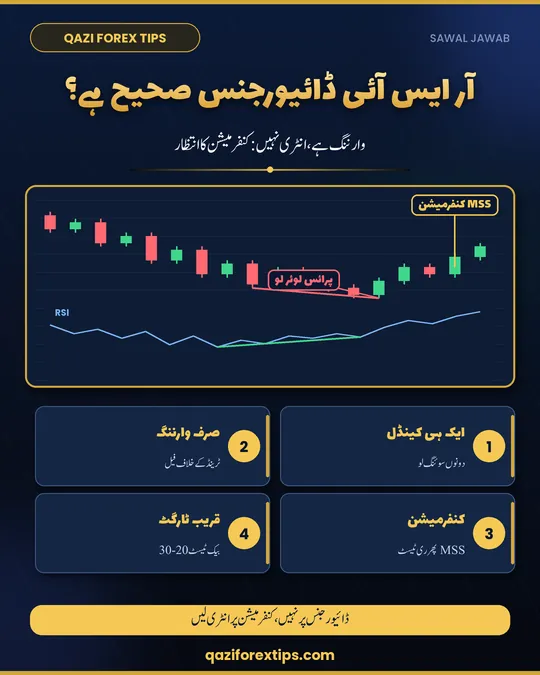 QAZI FOREX TIPS
SAWAL JAWAB
آر ایس آئی ڈائیورجنس صحیح ہے؟
وارننگ ہے، انٹری نہیں: کنفرمیشن کا انتظار
MSS کنفرمیشن
پرائس لوئر لو
RSI
1
ایک ہی کینڈل
دونوں سوئنگ لو
2
صرف وارننگ
ٹرینڈ کے خلاف فیل
3
کنفرمیشن
MSS پھر ری ٹیسٹ
4
قریب ٹارگٹ
بیک ٹیسٹ 20-30
ڈائیورجنس پر نہیں، کنفرمیشن پر انٹری لیں
qaziforextips.com